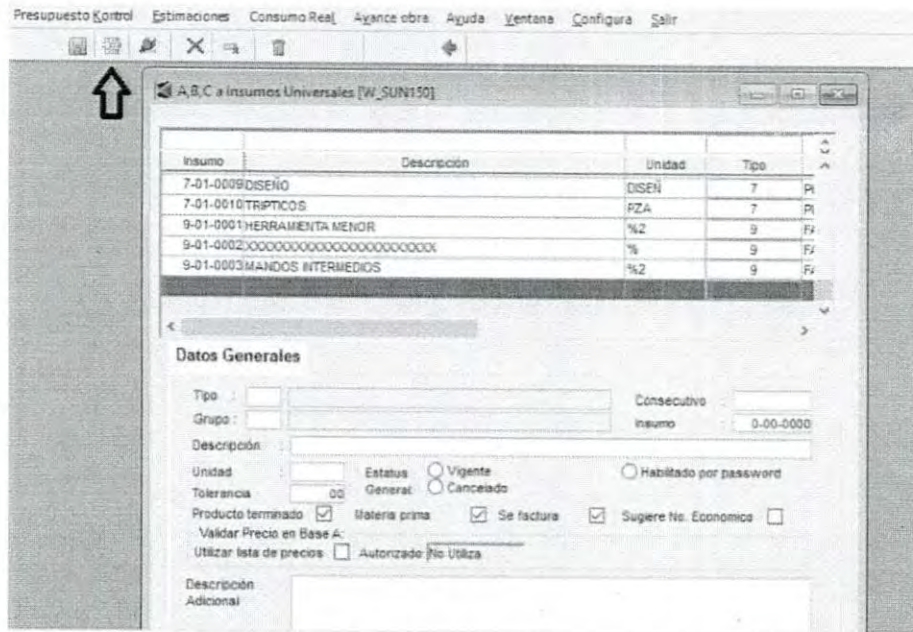 Presupuesto Kontrol Estimaciones Consumo Real Avance obra Ayuda Ventana Configura Salir
A,B,C a Insumos Universales [W_SUN150]
Insumo Descripción Unidad Tipo
7-01-0009 DISEÑO DISEÑ 7
7-01-0010 TRIPTICOS PZA 7
9-01-0001 HERRAMIENTA MENOR %2 9
9-01-0002 % 9
9-01-0003 MANDOS INTERMEDIOS %2 9
Datos Generales
Tipo : Consecutivo :
Grupo : Insumo : 0-00-0000
Descripción :
Unidad : Estatus Vigente Habilitado por password
Tolerancia .00 General: Cancelado
Producto terminado Materia prima Se factura Sugiere No. Economico
Validar Precio en Base A:
Utilizar lista de precios Autorizado No Utiliza
Descripción
Adicional